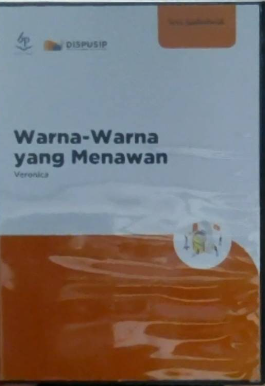 DISPUSIP
Warna-Warna
yang Menawan
Veronica